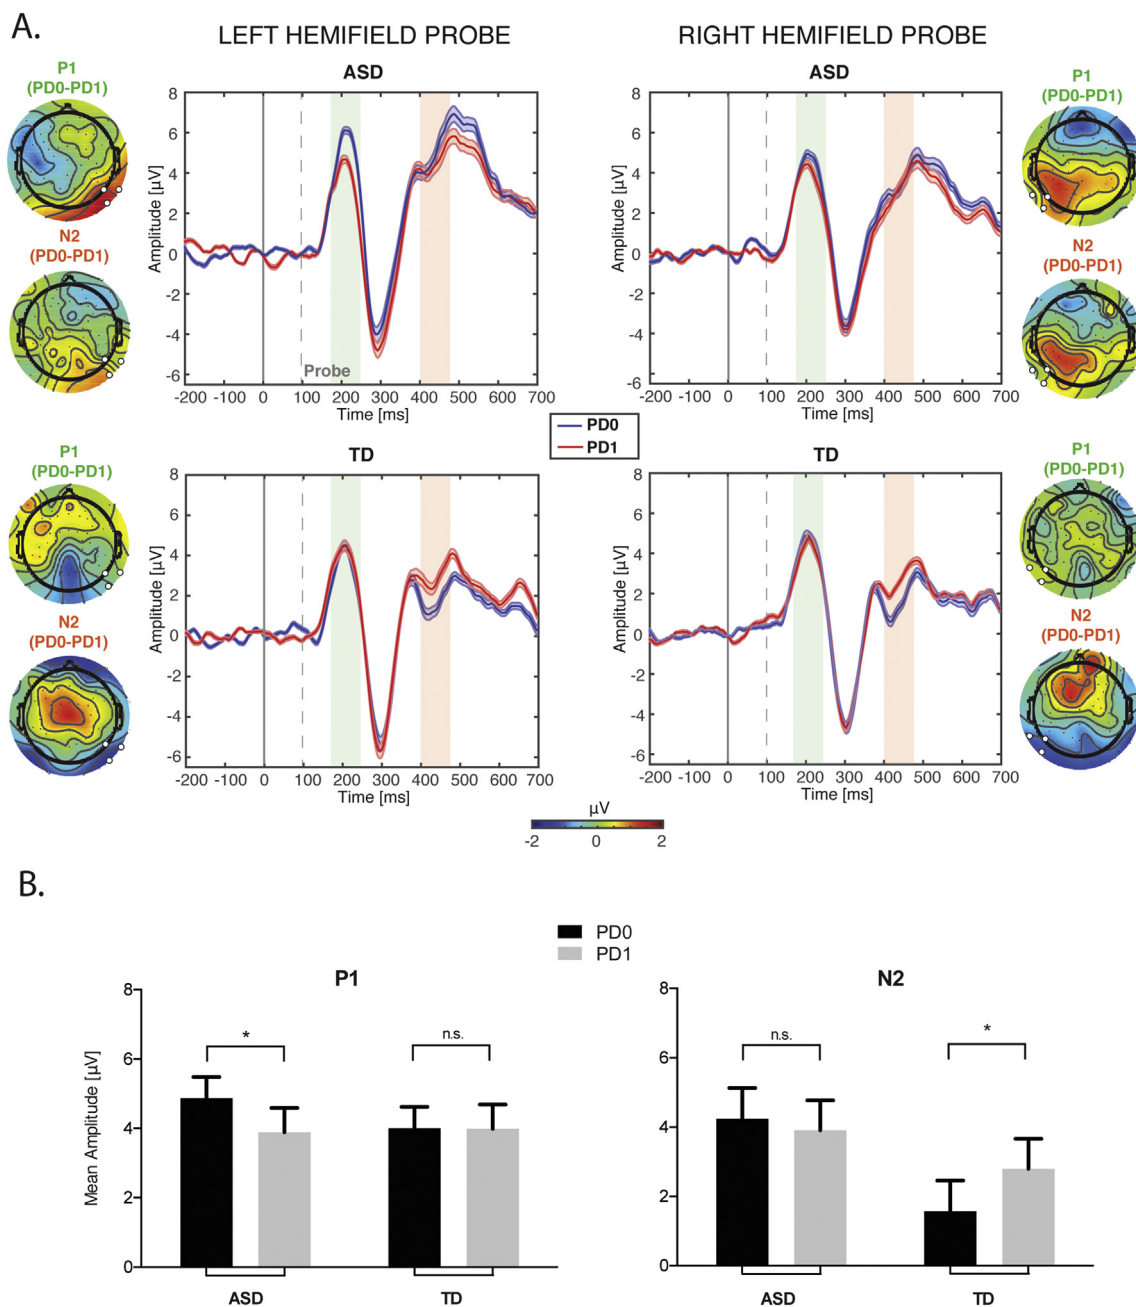 A.
LEFT HEMIFIELD PROBE
RIGHT HEMIFIELD PROBE
P1
(PD0-PD1)
N2
(PD0-PD1)
ASD
Amplitude [µV]
8
6
4
2
0
-2
-4
-6
Probe
-200 -100 0 100 200 300 400 500 600 700
Time [ms]
ASD
Amplitude [µV]
8
6
4
2
0
-2
-4
-6
-200 -100 0 100 200 300 400 500 600 700
Time [ms]
P1
(PD0-PD1)
N2
(PD0-PD1)
PD0
PD1
P1
(PD0-PD1)
N2
(PD0-PD1)
TD
Amplitude [µV]
8
6
4
2
0
-2
-4
-6
-200 -100 0 100 200 300 400 500 600 700
Time [ms]
TD
Amplitude [µV]
8
6
4
2
0
-2
-4
-6
-200 -100 0 100 200 300 400 500 600 700
Time [ms]
P1
(PD0-PD1)
N2
(PD0-PD1)
µV
-2 0 2
B.
PD0
PD1
P1
Mean Amplitude [µV]
8
6
4
2
0
*
n.s.
ASD TD
N2
8
6
4
2
0
n.s.
*
ASD TD